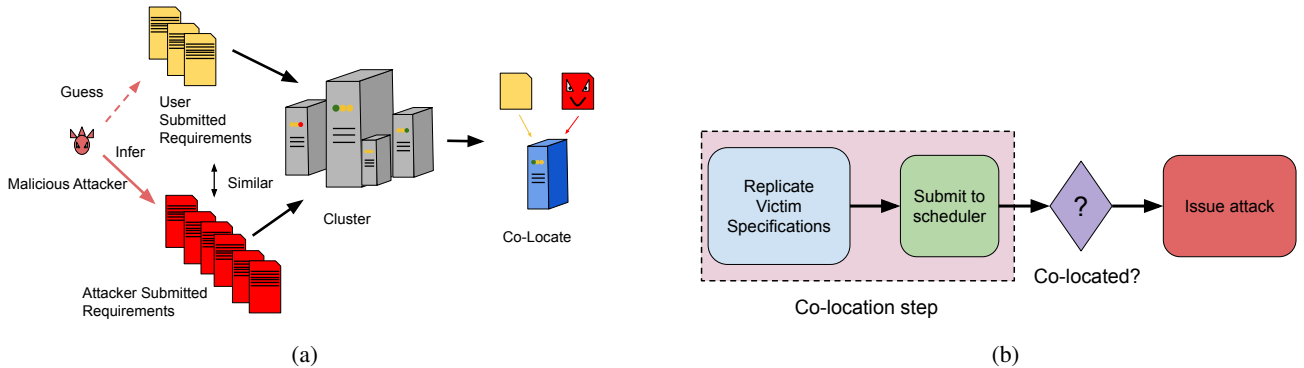 Guess
User
Submitted
Requirements
Infer
Malicious Attacker
Similar
Cluster
Attacker Submitted
Requirements
Co-Locate
(a)
Replicate
Victim
Specifications
Submit to
scheduler
?
Issue attack
Co-located?
Co-location step
(b)